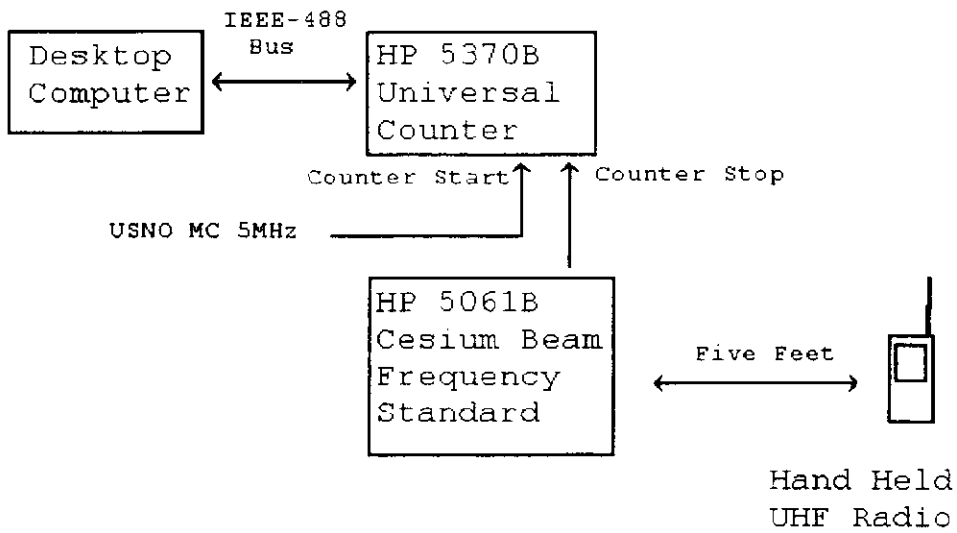 IEEE-488
Bus
Desktop
Computer
HP 5370B
Universal
Counter
Counter Start
Counter Stop
USNO MC 5MHz
HP 5061B
Cesium Beam
Frequency
Standard
Five Feet
Hand Held
UHF Radio